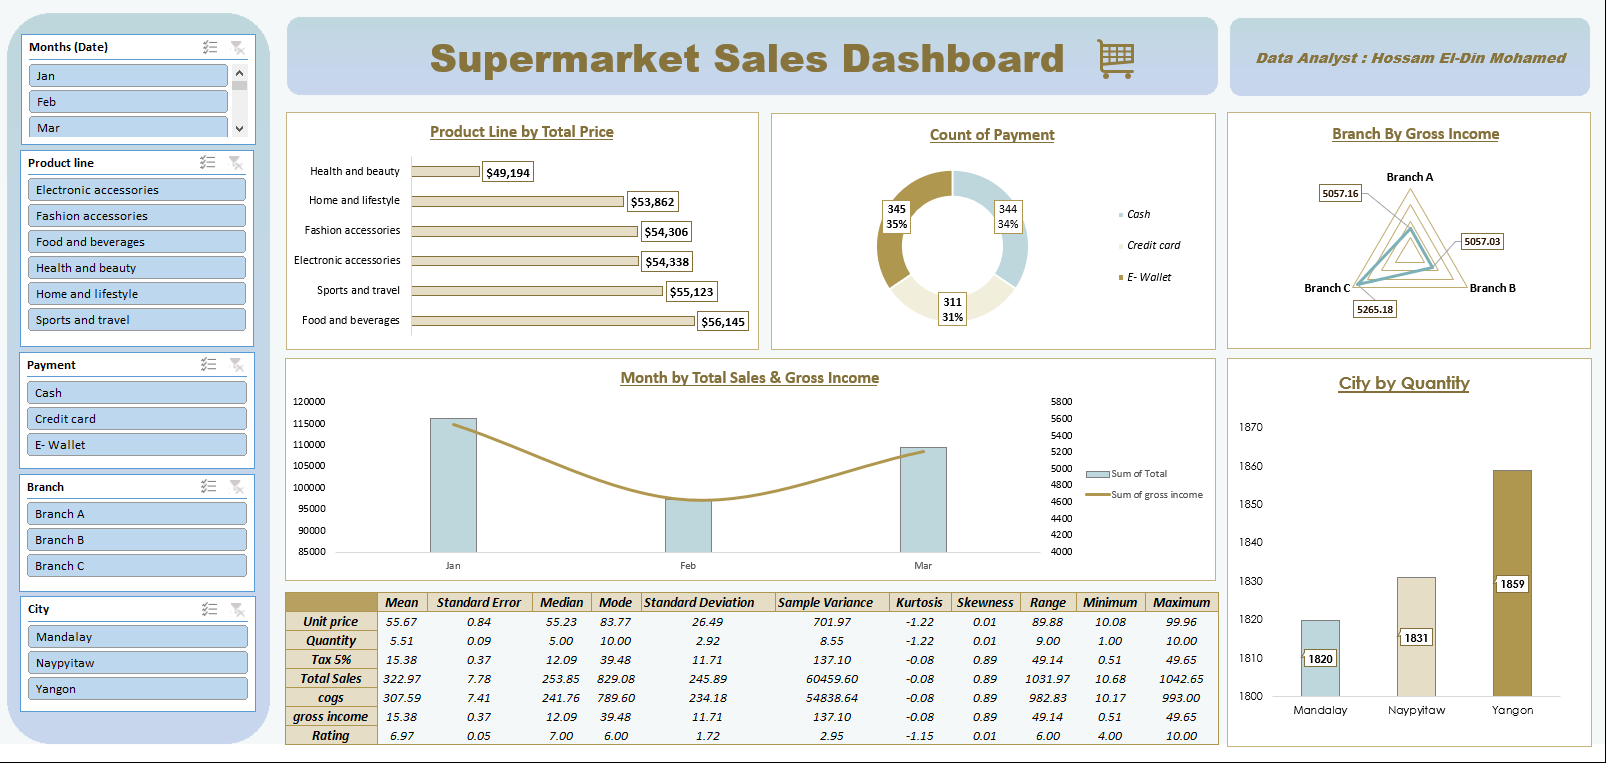 Supermarket Sales Dashboard
Data Analyst : Hossam El-Din Mohamed
Months (Date)
Jan
Feb
Mar
Product line
Electronic accessories
Fashion accessories
Food and beverages
Health and beauty
Home and lifestyle
Sports and travel
Payment
Cash
Credit card
E- Wallet
Branch
Branch A
Branch B
Branch C
City
Mandalay
Naypyitaw
Yangon
Product Line by Total Price
Health and beauty $49,194
Home and lifestyle $53,862
Fashion accessories $54,306
Electronic accessories $54,338
Sports and travel $55,123
Food and beverages $56,145
Count of Payment
345
35%
344
34%
311
31%
Cash
Credit card
E- Wallet
Branch By Gross Income
Branch A
5057.16
5057.03
Branch C
Branch B
5265.18
Month by Total Sales & Gross Income
120000
115000
110000
105000
100000
95000
90000
85000
5800
5600
5400
5200
5000
4800
4600
4400
4200
4000
Jan Feb Mar
Sum of Total
Sum of gross income
City by Quantity
1870
1860
1850
1840
1830
1820
1810
1800
1820
1831
1859
Mandalay Naypyitaw Yangon
Mean Standard Error Median Mode Standard Deviation Sample Variance Kurtosis Skewness Range Minimum Maximum
Unit price 55.67 0.84 55.23 83.77 26.49 701.97 -1.22 0.01 89.88 10.08 99.96
Quantity 5.51 0.09 5.00 10.00 2.92 8.55 -1.22 0.01 9.00 1.00 10.00
Tax 5% 15.38 0.37 12.09 39.48 11.71 137.10 -0.08 0.89 49.14 0.51 49.65
Total Sales 322.97 7.78 253.85 829.08 245.89 60459.60 -0.08 0.89 1031.97 10.68 1042.65
cogs 307.59 7.41 241.76 789.60 234.18 54838.64 -0.08 0.89 982.83 10.17 993.00
gross income 15.38 0.37 12.09 39.48 11.71 137.10 -0.08 0.89 49.14 0.51 49.65
Rating 6.97 0.05 7.00 6.00 1.72 2.95 -1.15 0.01 6.00 4.00 10.00